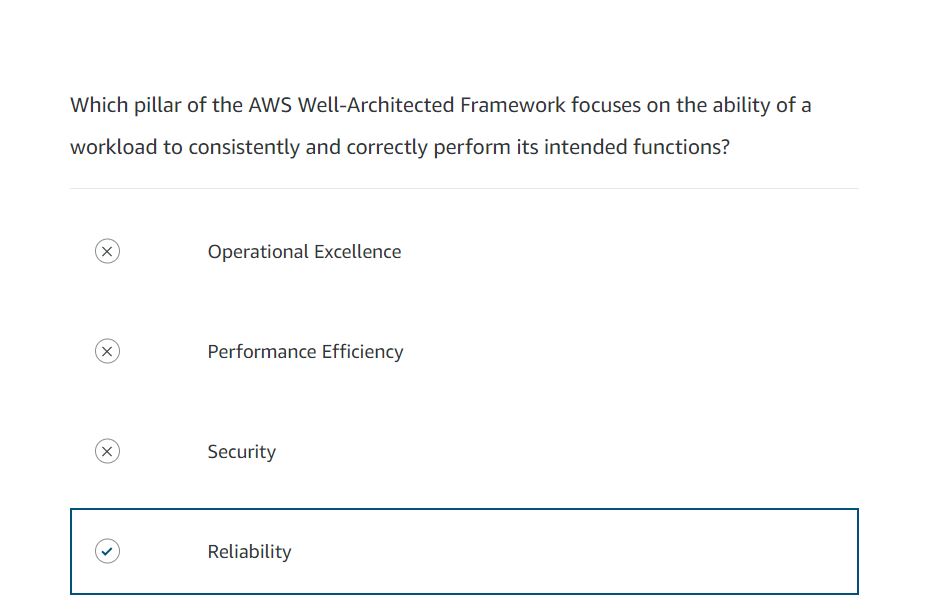 Which pillar of the AWS Well-Architected Framework focuses on the ability of a
workload to consistently and correctly perform its intended functions?
Operational Excellence
Performance Efficiency
Security
Reliability